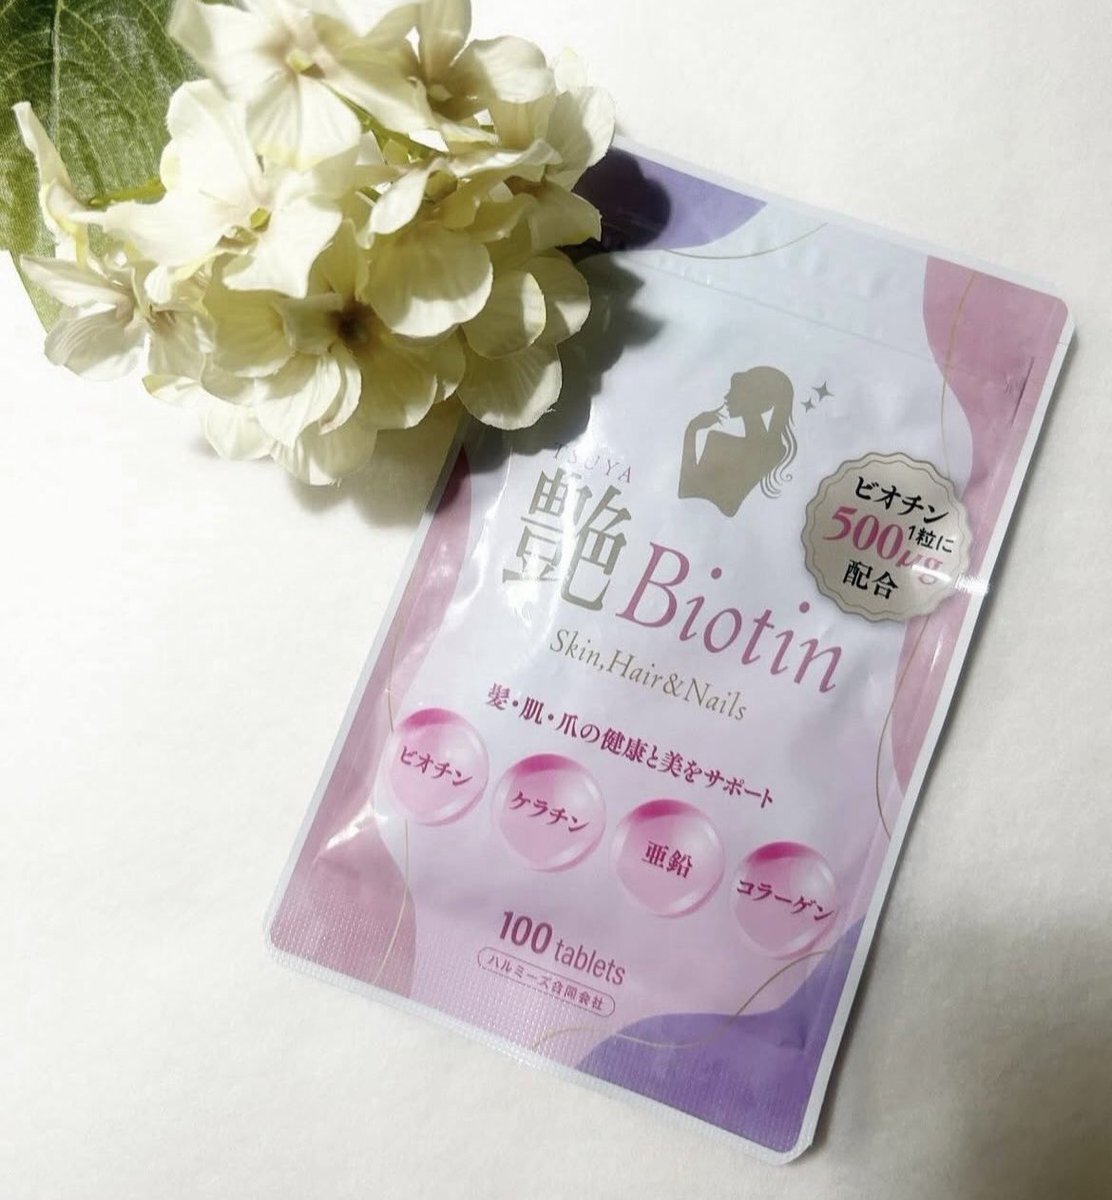 TSUYA
艶Biotin
Skin,Hair&Nails
ビオチン
1粒に
500μg
配合
髪・肌・爪の健康と美をサポート
ビオチン
ケラチン
亜鉛
コラーゲン
100 tablets
ハルミーズ合同会社